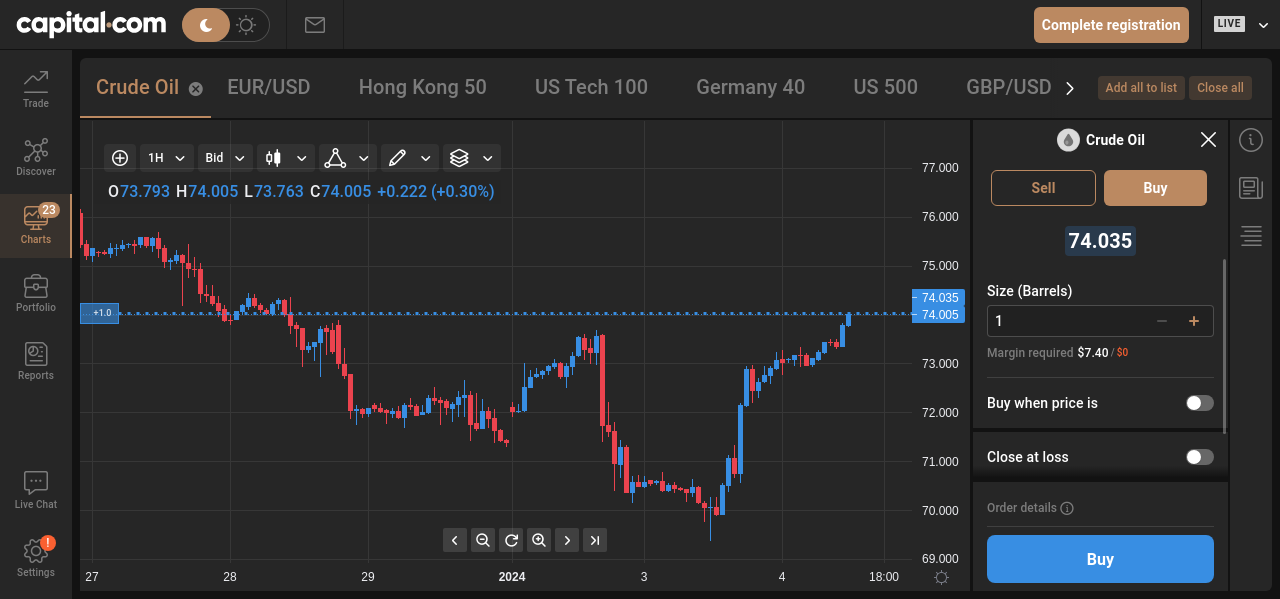 capital.com
Complete registration
LIVE
Trade
Discover
23
Charts
Portfolio
Reports
Live Chat
!
Settings
Crude Oil EUR/USD Hong Kong 50 US Tech 100 Germany 40 US 500 GBP/USD
Add all to list Close all
1H Bid
O73.793 H74.005 L73.763 C74.005 +0.222 (+0.30%)
+1.0
77.000
76.000
75.000
74.035
74.005
73.000
72.000
71.000
70.000
69.000
27 28 29 2024 3 4 18:00
Crude Oil
Sell Buy
74.035
Size (Barrels)
1
Margin required $7.40 / $0
Buy when price is
Close at loss
Order details
Buy